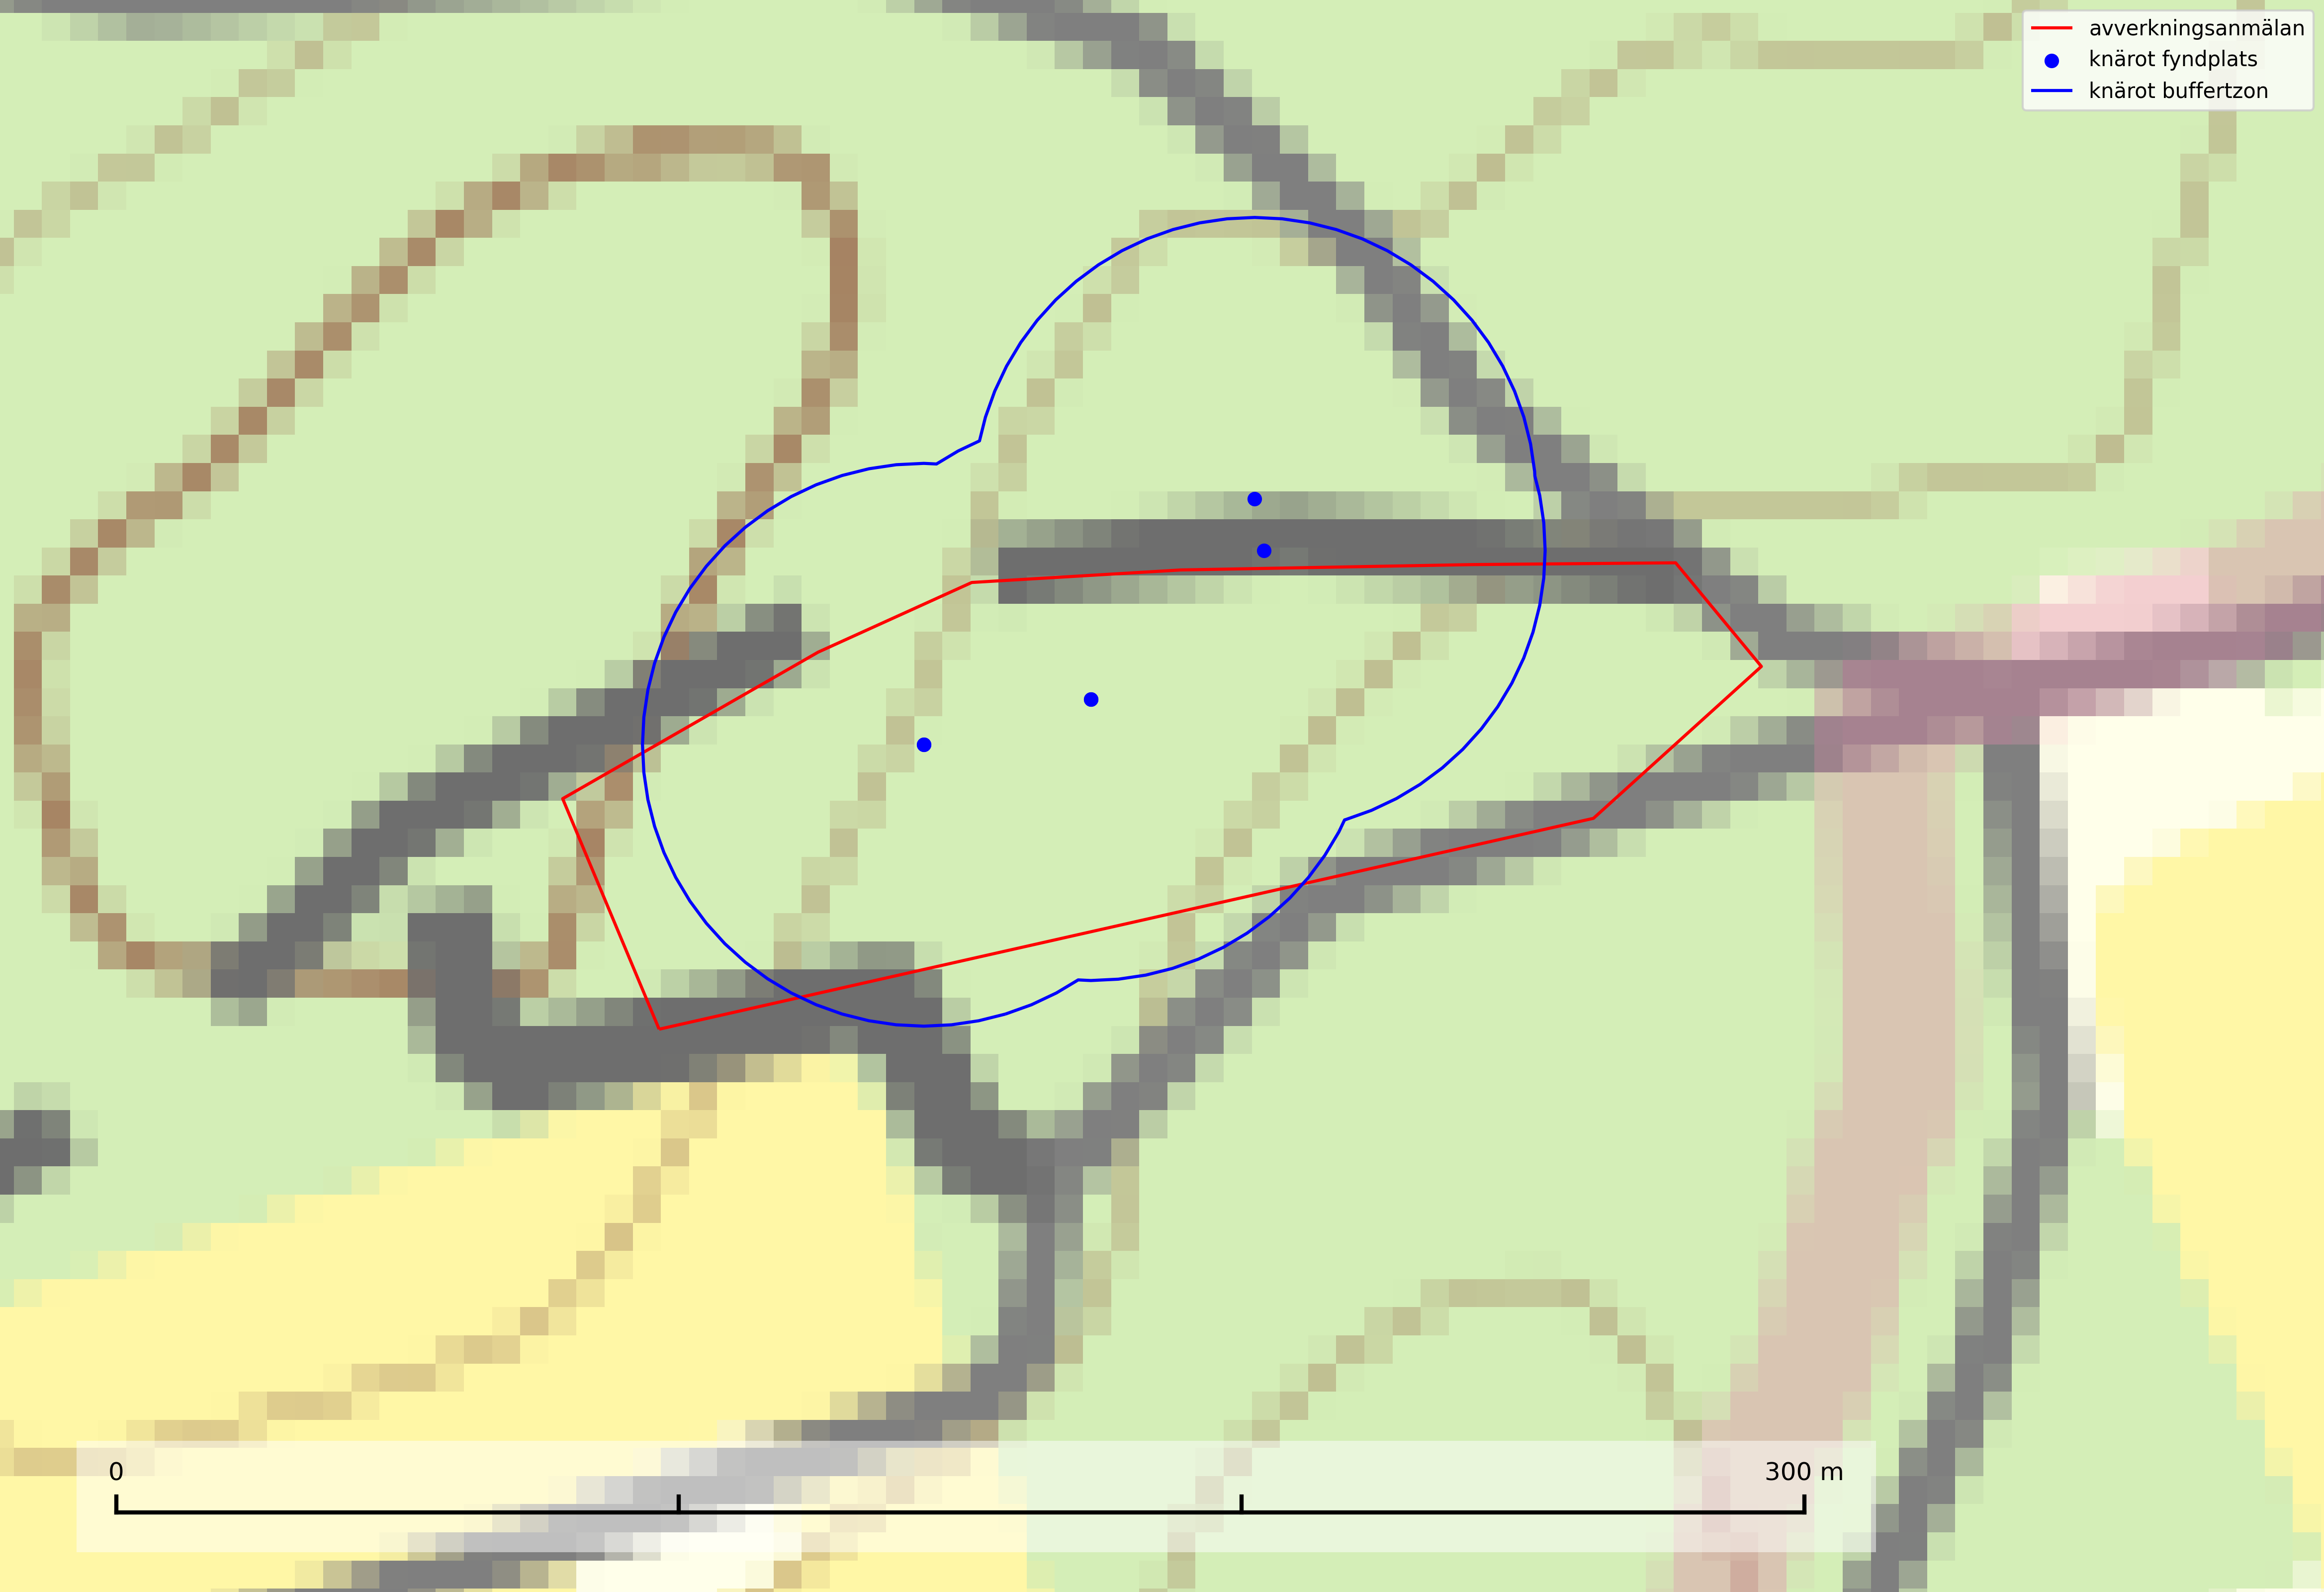 avverkningsanmälan
knärot fyndplats
knärot buffertzon
0
300 m